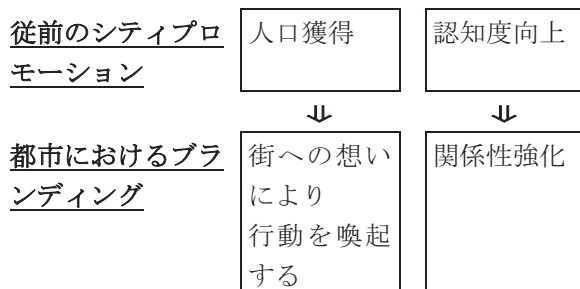 従前のシティプロ
モーション
人口獲得
認知度向上
⇓
⇓
都市におけるブラ
ンディング
街への想い
により
行動を喚起
する
関係性強化